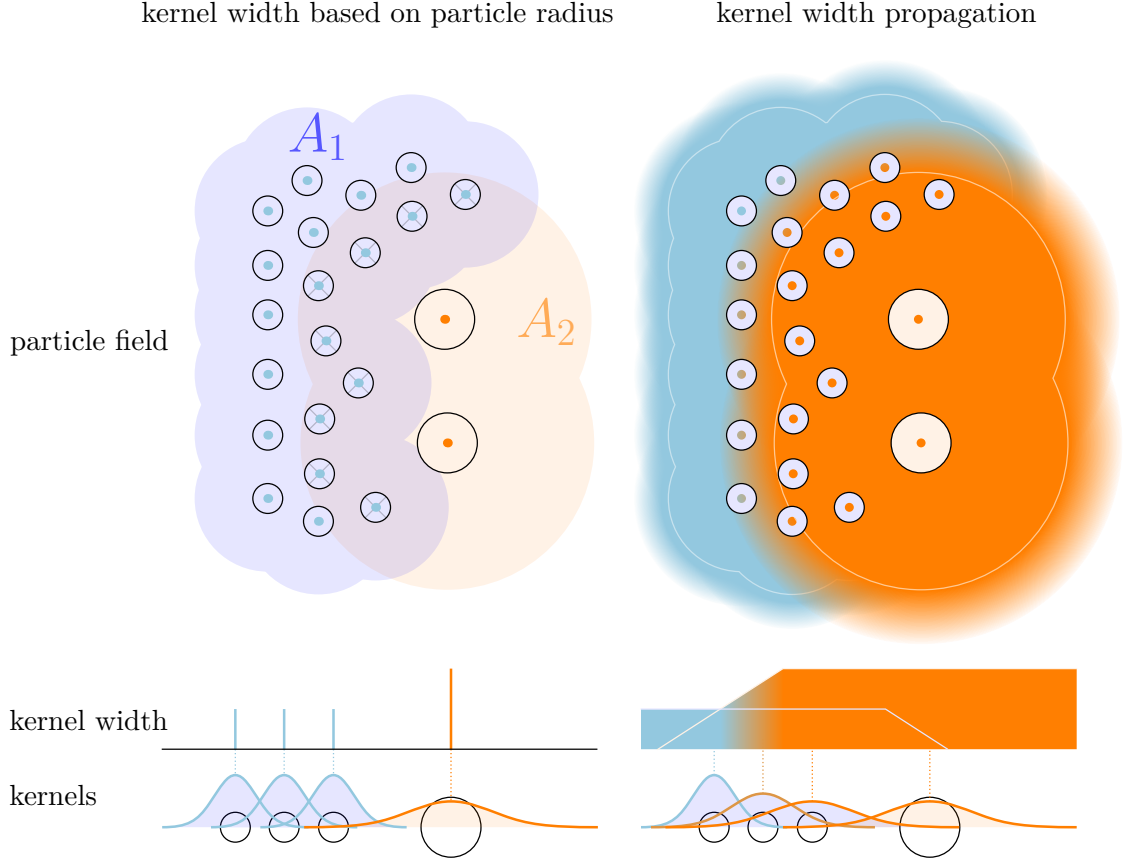 kernel width based on particle radius
kernel width propagation
A₁
A₂
particle field
kernel width
kernels